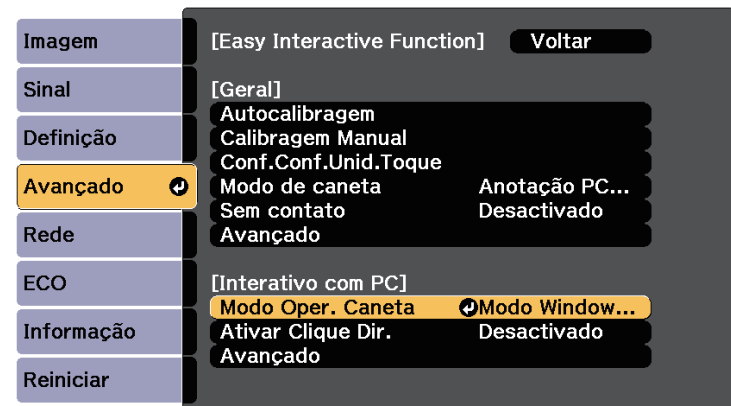 Imagem
Sinal
Definição
Avançado
Rede
ECO
Informação
Reiniciar
[Easy Interactive Function] Voltar
[Geral]
Autocalibragem
Calibragem Manual
Conf.Conf.Unid.Toque
Modo de caneta Anotação PC...
Sem contato Desactivado
Avançado
[Interativo com PC]
Modo Oper. Caneta Modo Window...
Ativar Clique Dir. Desactivado
Avançado